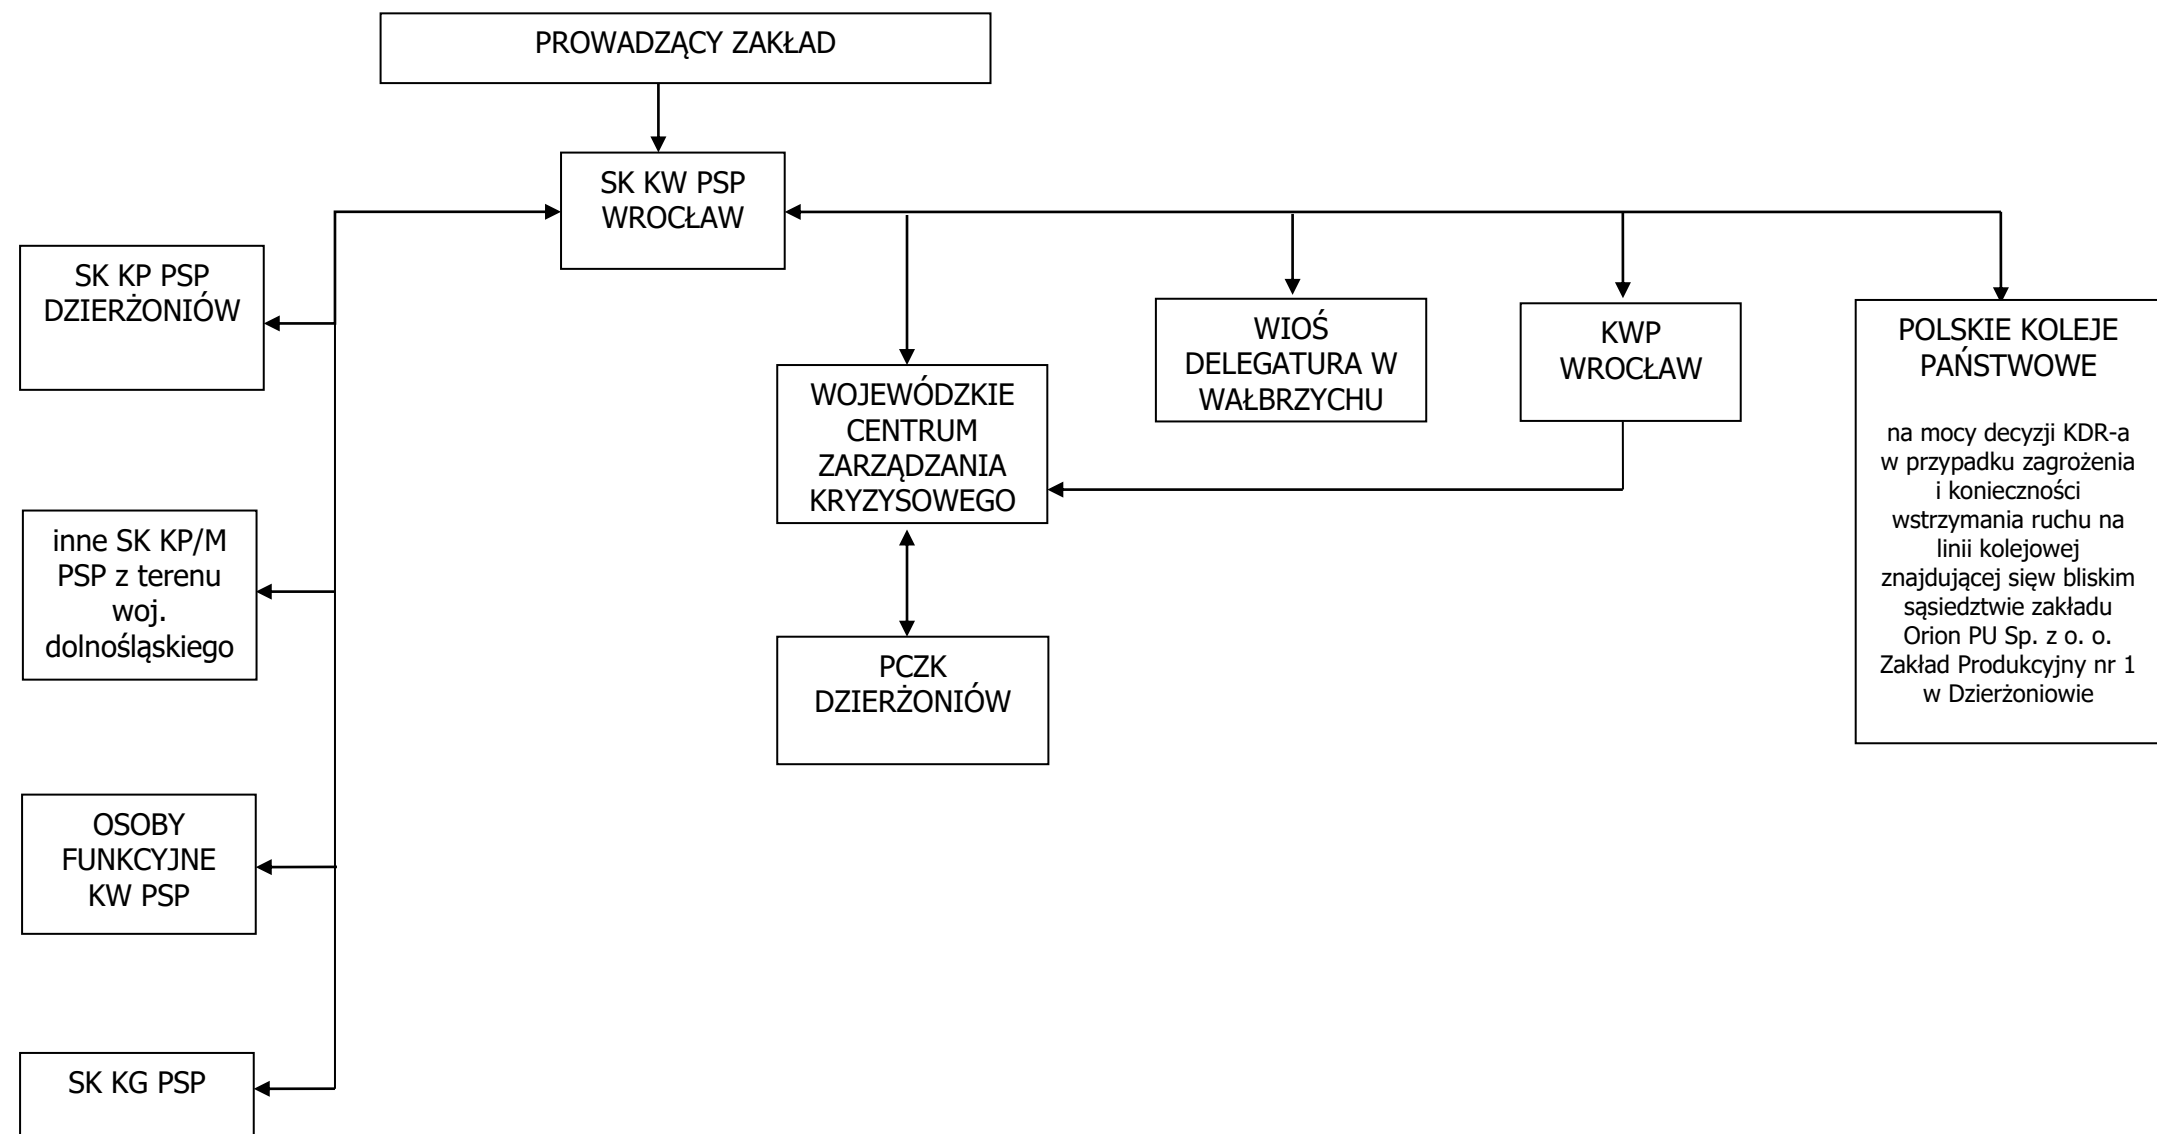 PROWADZĄCY ZAKŁAD
SK KW PSP
WROCŁAW
SK KP PSP
DZIERŻONIÓW
inne SK KP/M
PSP z terenu
woj.
dolnośląskiego
OSOBY
FUNKCYJNE
KW PSP
SK KG PSP
WOJEWÓDZKIE
CENTRUM
ZARZĄDZANIA
KRYZYSOWEGO
PCZK
DZIERŻONIÓW
WIOŚ
DELEGATURA W
WAŁBRZYCHU
KWP
WROCŁAW
POLSKIE KOLEJE
PAŃSTWOWE
na mocy decyzji KDR-a
w przypadku zagrożenia
i konieczności
wstrzymania ruchu na
linii kolejowej
znajdującej sięw bliskim
sąsiedztwie zakładu
Orion PU Sp. z o. o.
Zakład Produkcyjny nr 1
w Dzierżoniowie